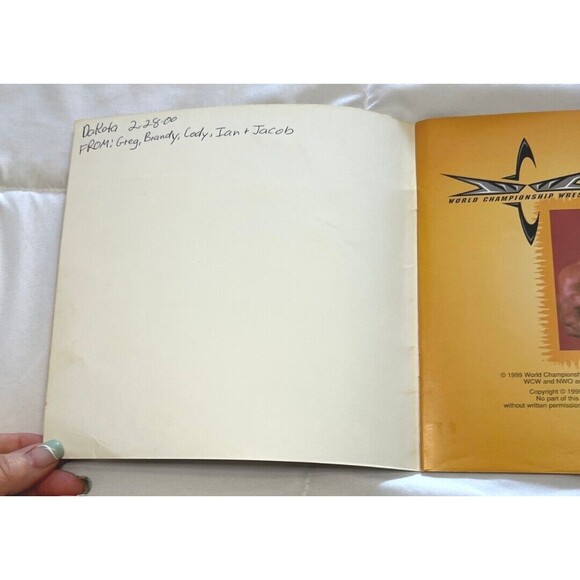 Dakota 2.28.00
FROM: Greg, Brandy, Cody, Ian + Jacob
WORLD CHAMPIONSHIP WRES
© 1999 World Championsh
WCW and NWO a
Copyright © 199
No part of this
without written permission